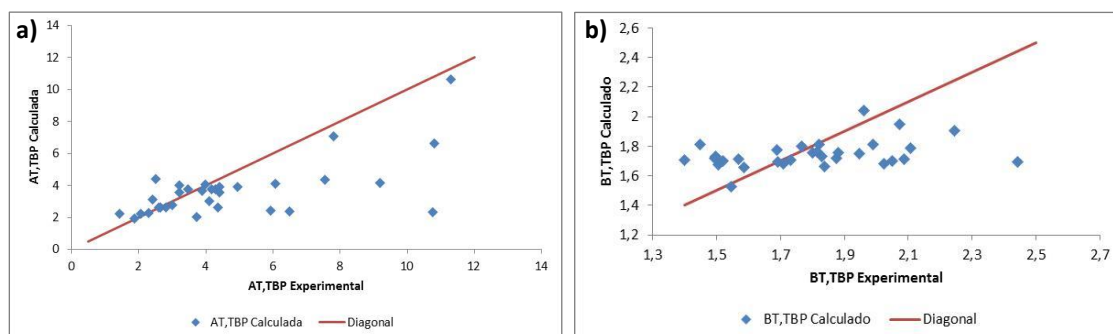 a)
AT,TBP Calculada
14
12
10
8
6
4
2
0
0 2 4 6 8 10 12 14
AT,TBP Experimental
AT,TBP Calculada Diagonal
b)
BT,TBP Calculado
2,6
2,4
2,2
2
1,8
1,6
1,4
1,2
1,3 1,5 1,7 1,9 2,1 2,3 2,5 2,7
BT,TBP Experimental
BT,TBP Calculado Diagonal